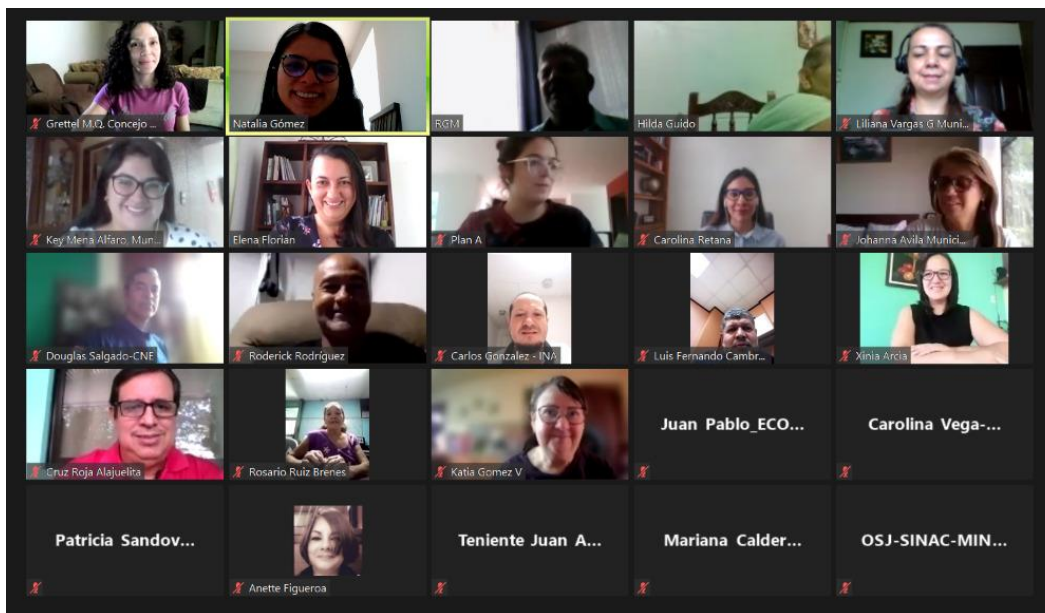 Grettel M.Q. Concejo ...
Natalia Gómez
RGM
Hilda Guido
Liliana Vargas G Muni...
Key Mena Alfaro, Mun...
Elena Florian
Plan A
Carolina Retana
Johanna Avila Munici...
Douglas Salgado-CNE
Roderick Rodríguez
Carlos Gonzalez - INA
Luis Fernando Cambr...
Xinia Arcia
Cruz Roja Alajuelita
Rosario Ruiz Brenes
Katia Gomez V
Juan Pablo_ECO...
Carolina Vega-...
Patricia Sandov...
Anette Figueroa
Teniente Juan A...
Mariana Calder...
OSJ-SINAC-MIN...